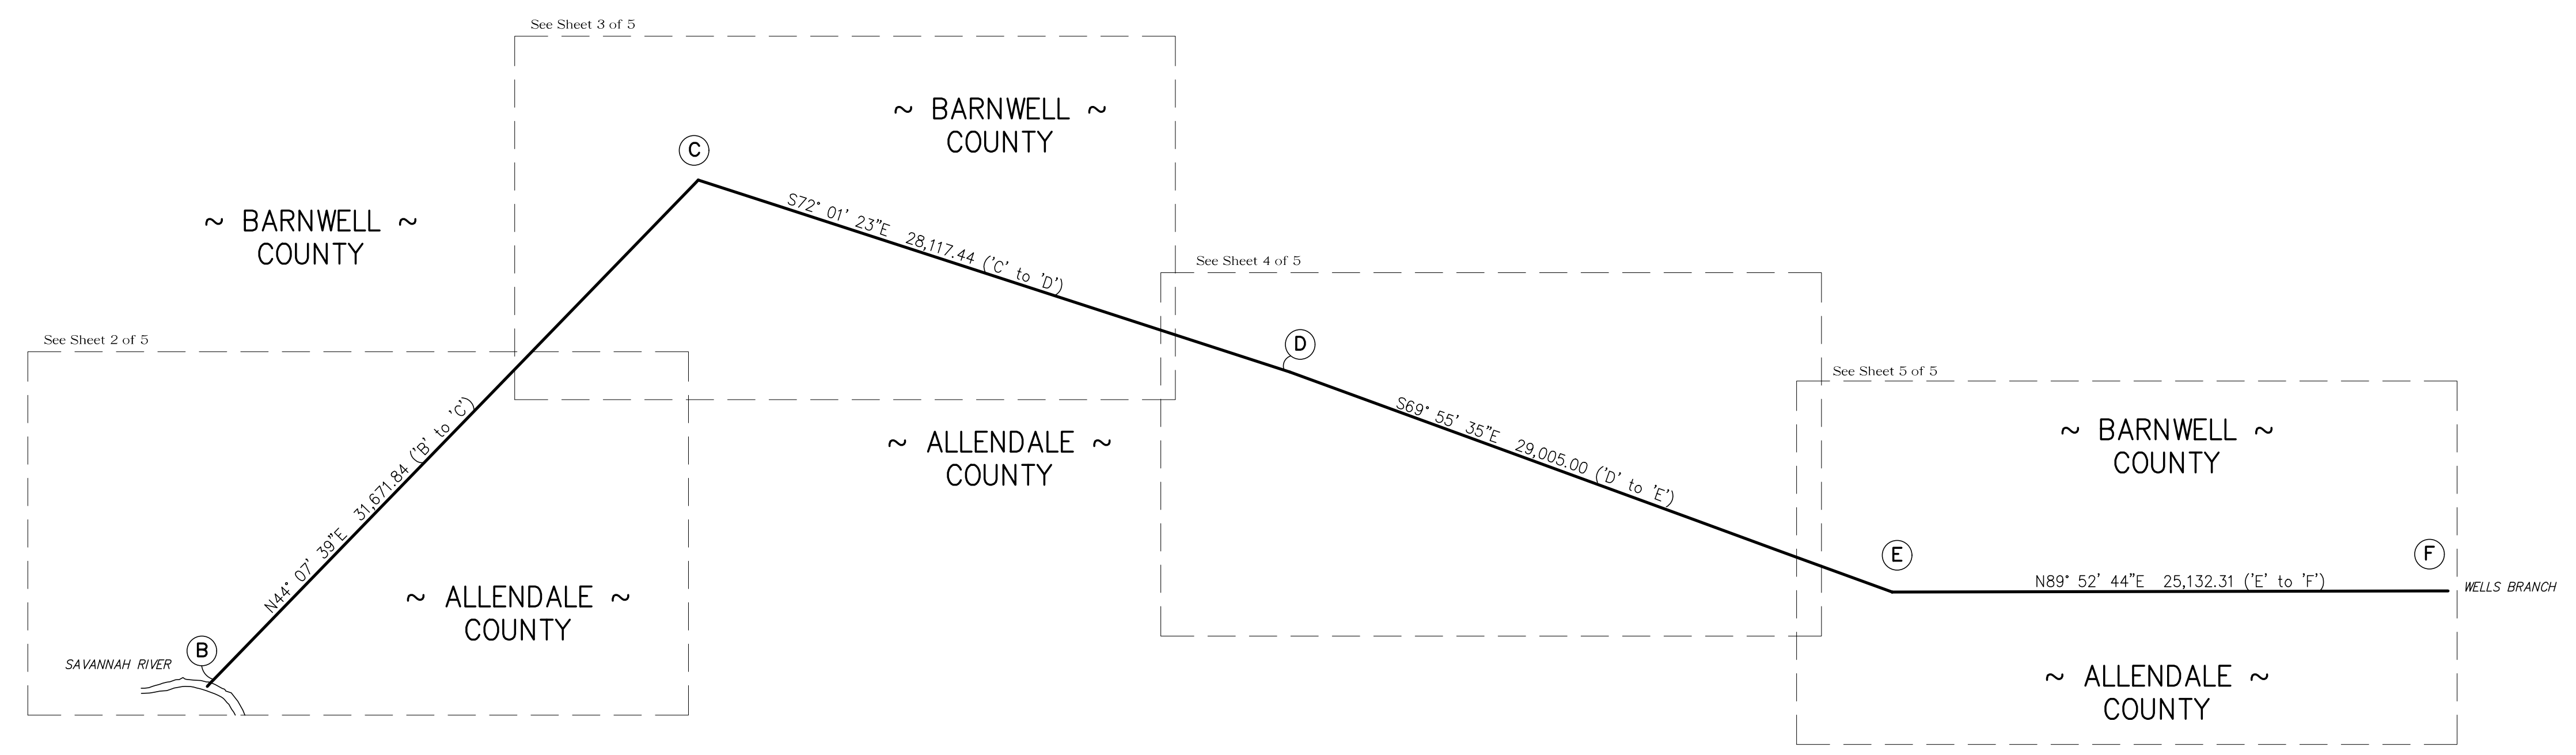 See Sheet 3 of 5
~ BARNWELL ~
COUNTY
C
~ BARNWELL ~
COUNTY
S72° 01' 23"E 28,117.44 ('C' to 'D')
See Sheet 4 of 5
See Sheet 2 of 5
D
See Sheet 5 of 5
N44° 07' 39"E 31,671.84 ('B' to 'C')
~ ALLENDALE ~
COUNTY
S69° 55' 35"E 29,005.00 ('D' to 'E')
~ BARNWELL ~
COUNTY
E
F
N89° 52' 44"E 25,132.31 ('E' to 'F')
WELLS BRANCH
~ ALLENDALE ~
COUNTY
B
SAVANNAH RIVER
~ ALLENDALE ~
COUNTY